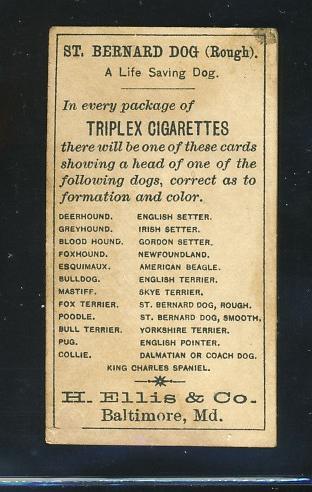 ST. BERNARD DOG (Rough).
A Life Saving Dog.
In every package of
TRIPLEX CIGARETTES
there will be one of these cards
showing a head of one of the
following dogs, correct as to
formation and color.
DEERHOUND. ENGLISH SETTER.
GREYHOUND. IRISH SETTER.
BLOOD HOUND. GORDON SETTER.
FOXHOUND. NEWFOUNDLAND.
ESQUIMAUX. AMERICAN BEAGLE.
BULLDOG. ENGLISH TERRIER.
MASTIFF. SKYE TERRIER.
FOX TERRIER. ST. BERNARD DOG, ROUGH.
POODLE. ST. BERNARD DOG, SMOOTH.
BULL TERRIER. YORKSHIRE TERRIER.
PUG. ENGLISH POINTER.
COLLIE. DALMATIAN OR COACH DOG.
KING CHARLES SPANIEL.
H. Ellis & Co.
Baltimore, Md.